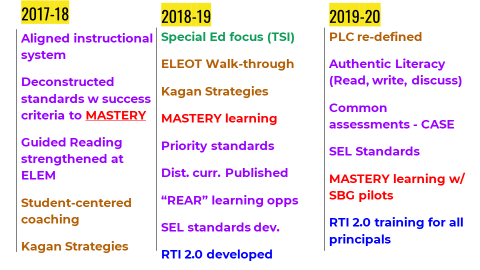 2017-18
Aligned instructional
system
Deconstructed
standards w success
criteria to MASTERY
Guided Reading
strengthened at
ELEM
Student-centered
coaching
Kagan Strategies
2018-19
Special Ed focus (TSI)
ELEOT Walk-through
Kagan Strategies
MASTERY learning
Priority standards
Dist. curr. Published
“REAR” learning opps
SEL standards dev.
RTI 2.0 developed
2019-20
PLC re-defined
Authentic Literacy
(Read, write, discuss)
Common
assessments - CASE
SEL Standards
MASTERY learning w/
SBG pilots
RTI 2.0 training for all
principals